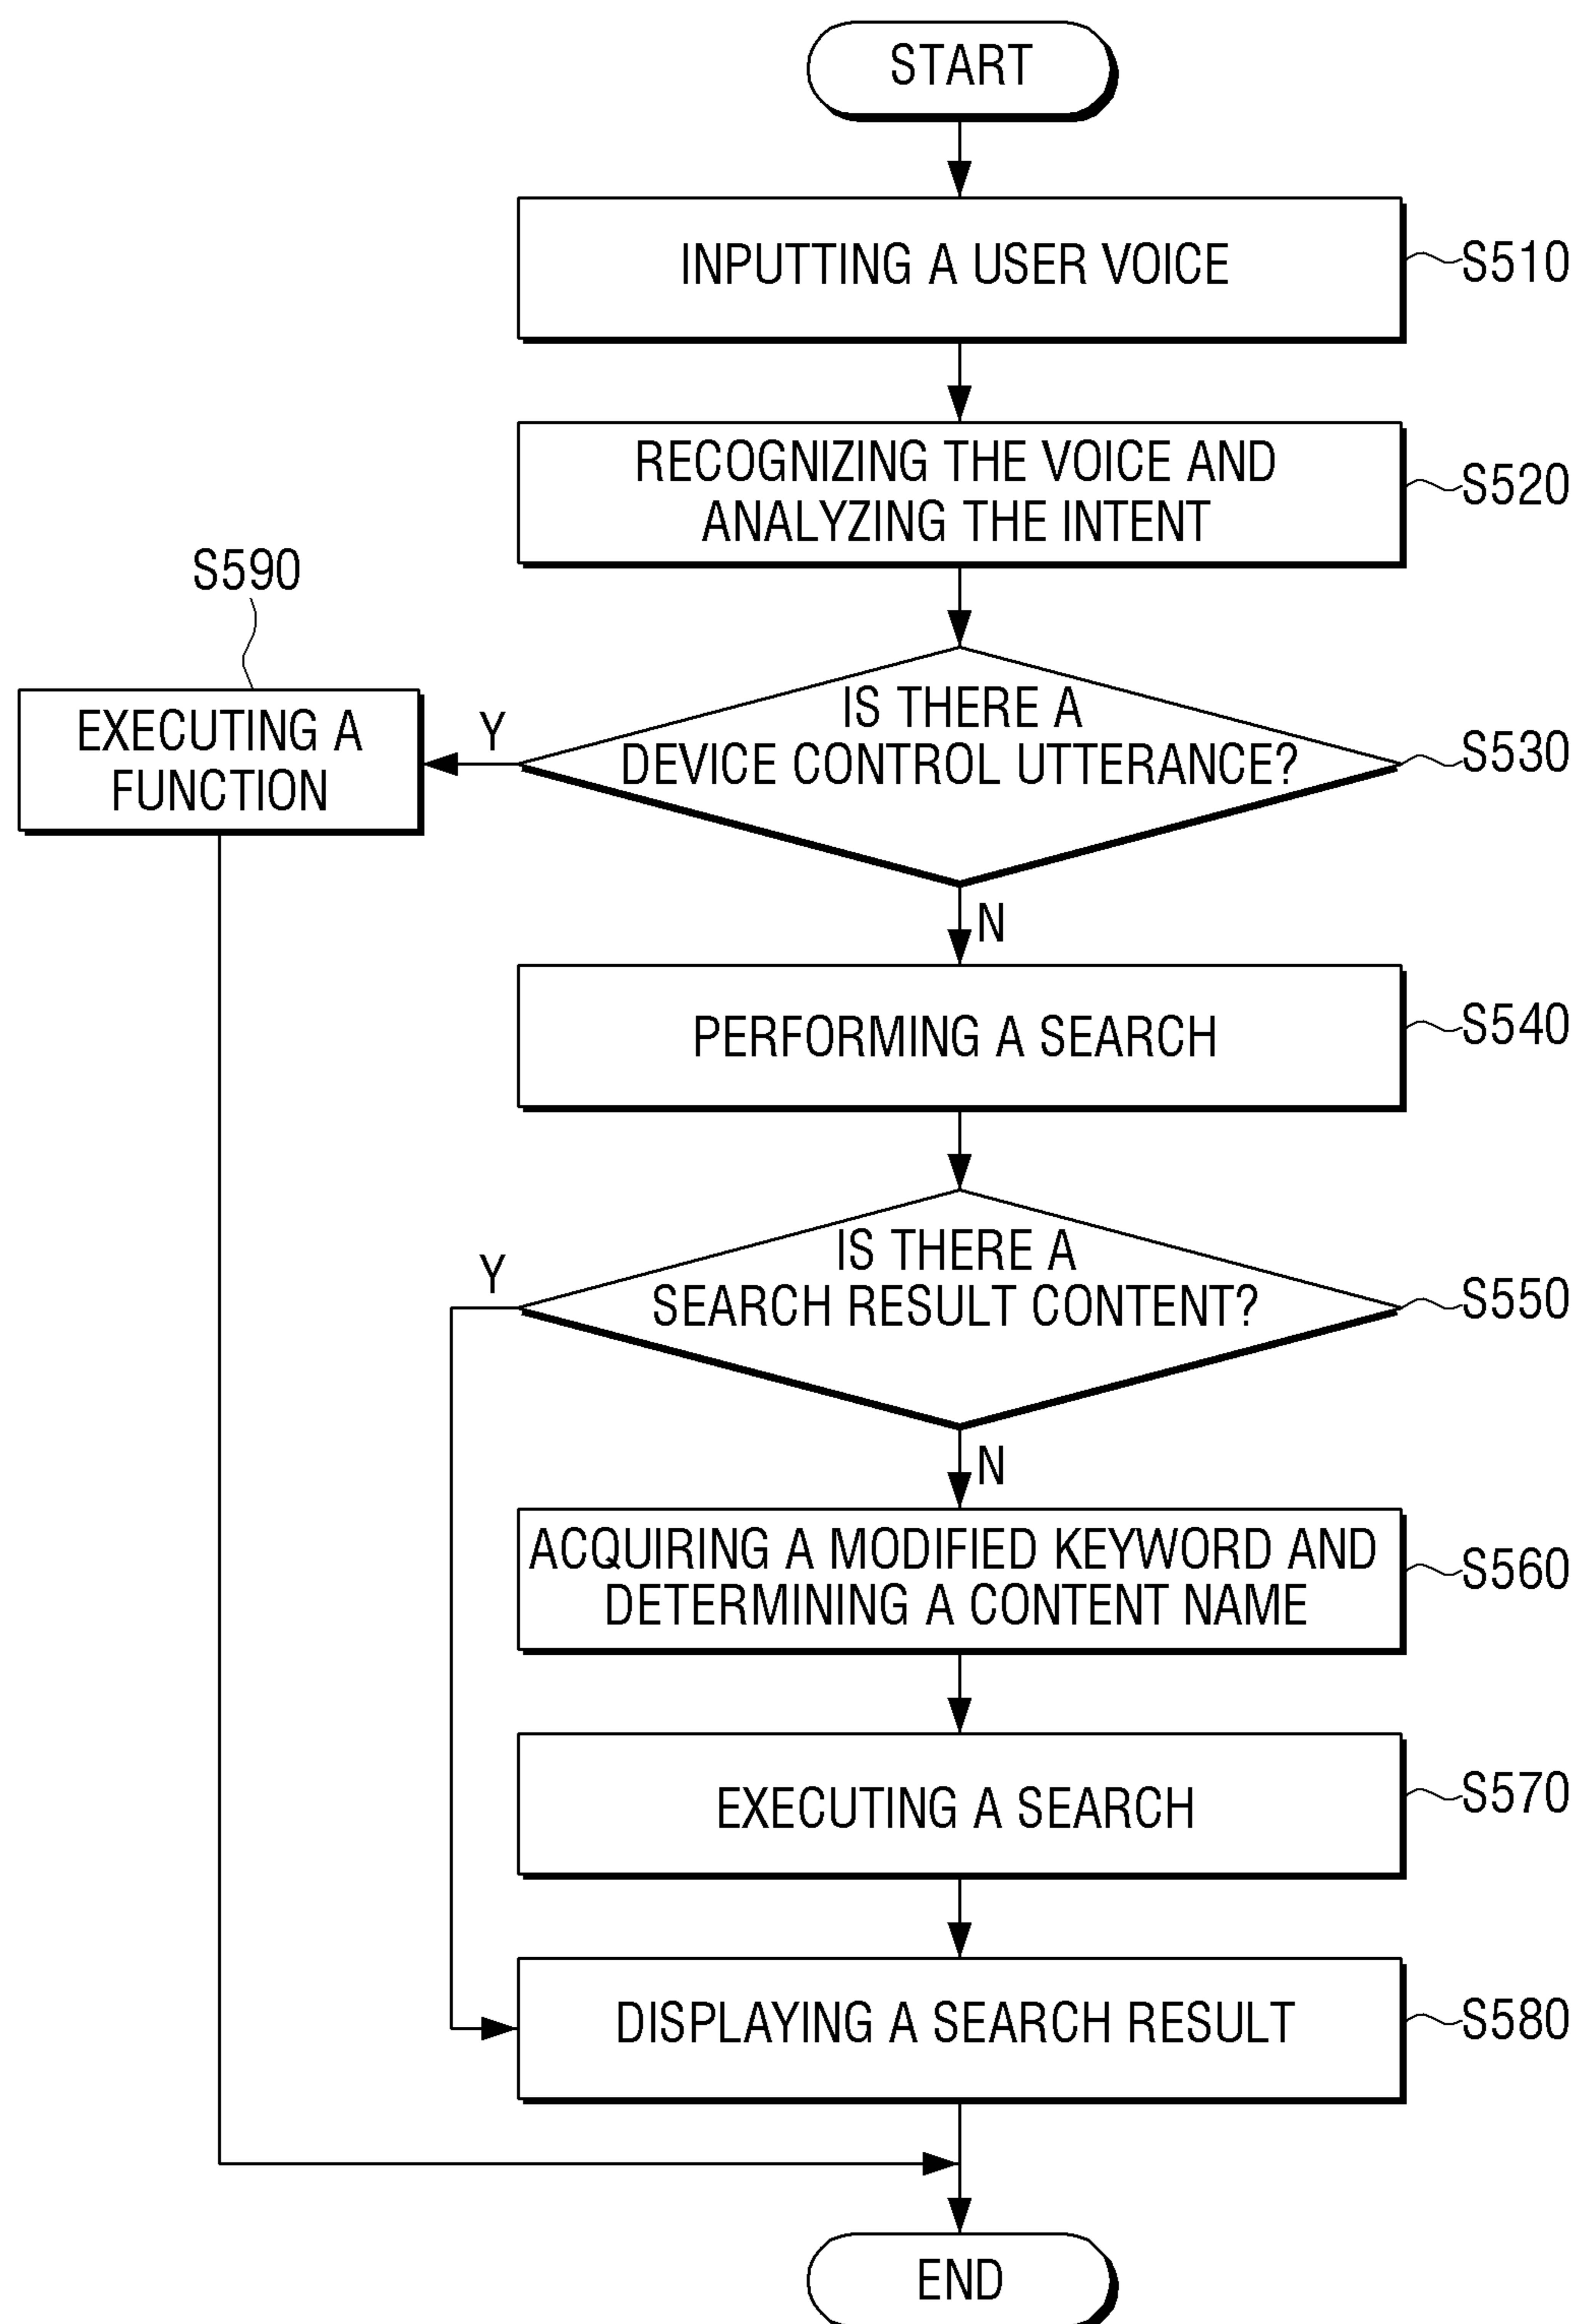 START
INPUTTING A USER VOICE
S510
RECOGNIZING THE VOICE AND
ANALYZING THE INTENT
S520
S590
EXECUTING A
FUNCTION
Y
IS THERE A
DEVICE CONTROL UTTERANCE?
S530
N
PERFORMING A SEARCH
S540
Y
IS THERE A
SEARCH RESULT CONTENT?
S550
N
ACQUIRING A MODIFIED KEYWORD AND
DETERMINING A CONTENT NAME
S560
EXECUTING A SEARCH
S570
DISPLAYING A SEARCH RESULT
S580
END